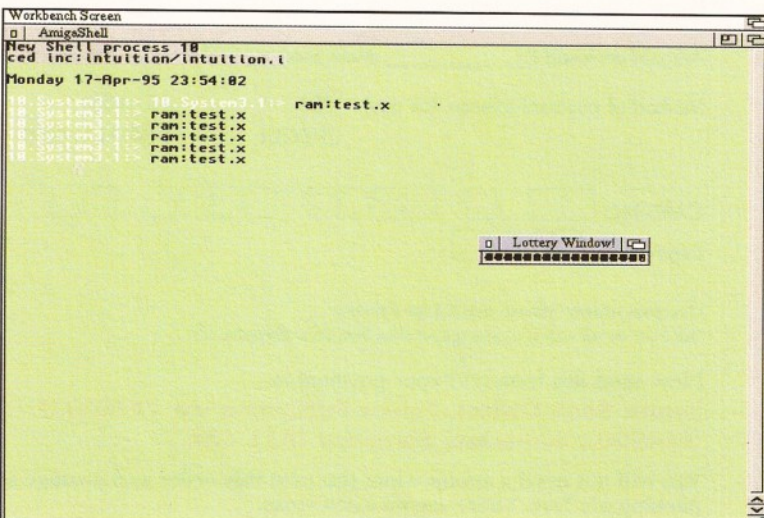 Workbench Screen
AmigaShell
New Shell process 10
ced inc:intuition/intuition.i
Monday 17-Apr-95 23:54:02
10.System3.1:> 10.System3.1:> ram:test.x
10.System3.1:> ram:test.x
10.System3.1:> ram:test.x
10.System3.1:> ram:test.x
10.System3.1:> ram:test.x
10.System3.1:> ram:test.x
Lottery Window!